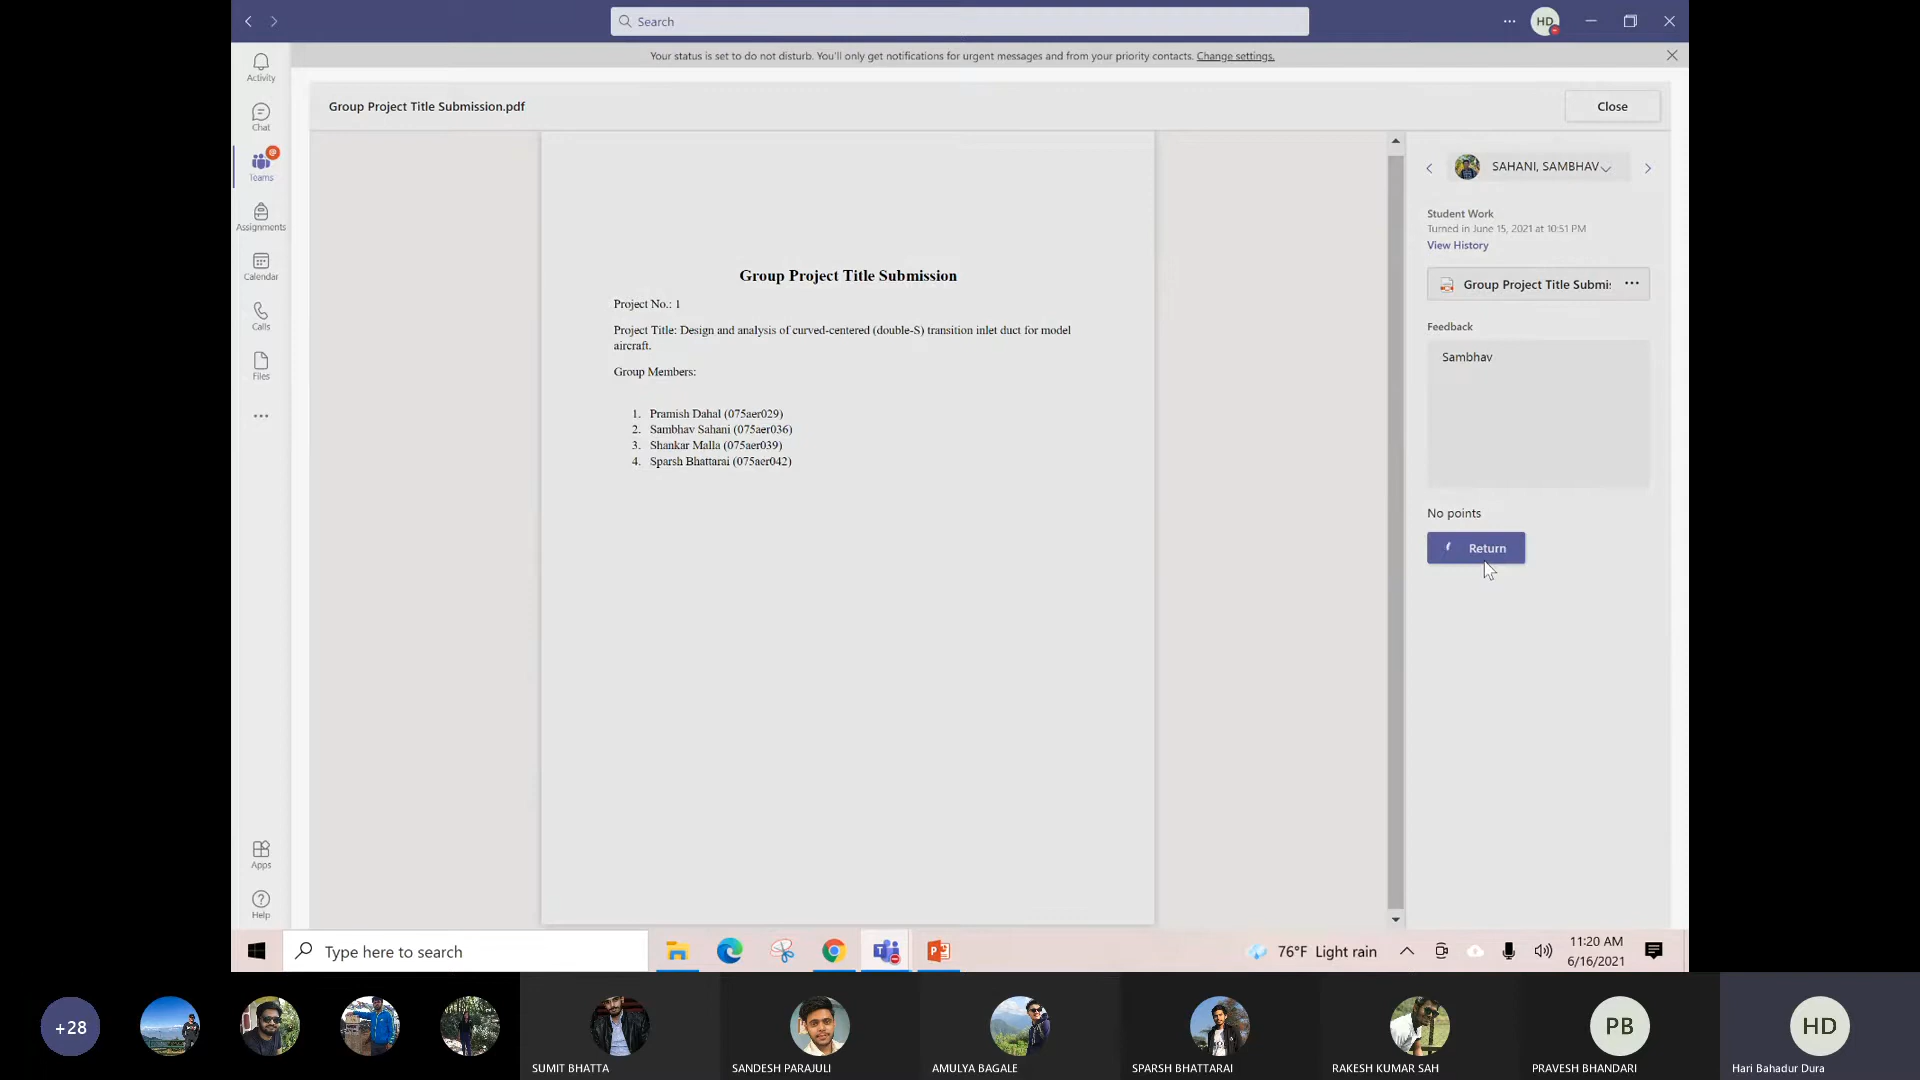 Search
HD
Your status is set to do not disturb. You'll only get notifications for urgent messages and from your priority contacts. Change settings.
Activity
Chat
Teams
Assignments
Calendar
Calls
Files
Apps
Help
Group Project Title Submission.pdf
Close
Group Project Title Submission
Project No.: 1
Project Title: Design and analysis of curved-centered (double-S) transition inlet duct for model
aircraft.
Group Members:
1. Pramish Dahal (075aer029)
2. Sambhav Sahani (075aer036)
3. Shankar Malla (075aer039)
4. Sparsh Bhattarai (075aer042)
SAHANI, SAMBHAV
Student Work
Turned in June 15, 2021 at 10:51 PM
View History
Group Project Title Submi
Feedback
Sambhav
No points
Return
Type here to search
76°F Light rain
11:20 AM
6/16/2021
+28
SUMIT BHATTA
SANDESH PARAJULI
AMULYA BAGALE
SPARSH BHATTARAI
RAKESH KUMAR SAH
PB
PRAVESH BHANDARI
HD
Hari Bahadur Dura